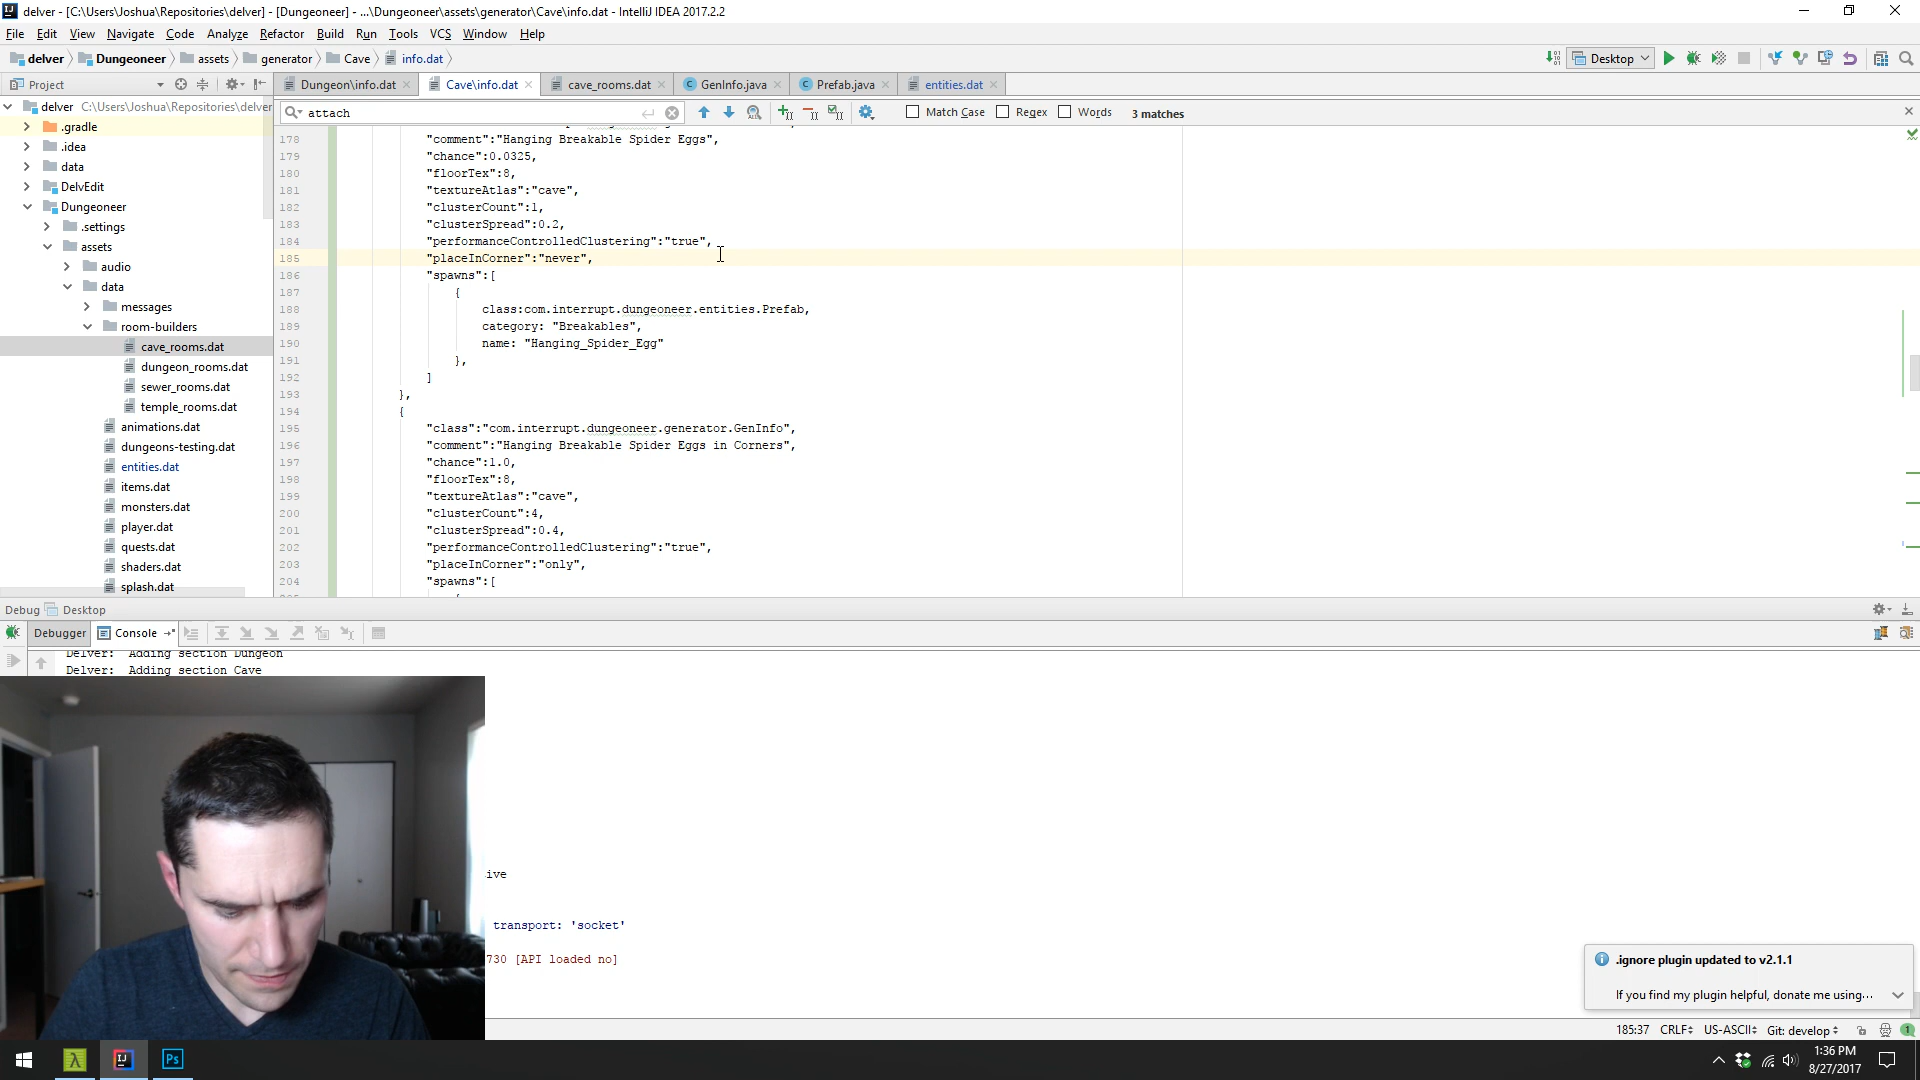 delver - [C:\Users\Joshua\Repositories\delver] - [Dungeoneer] - ...\Dungeoneer\assets\generator\Cave\info.dat - IntelliJ IDEA 2017.2.2
File Edit View Navigate Code Analyze Refactor Build Run Tools VCS Window Help
delver Dungeoneer assets generator Cave info.dat
Desktop
Project
Dungeon\info.dat Cave\info.dat cave_rooms.dat GenInfo.java Prefab.java entities.dat
attach
Match Case Regex Words 3 matches
delver C:\Users\Joshua\Repositories\delver
.gradle
.idea
data
DelvEdit
Dungeoneer
.settings
assets
audio
data
messages
room-builders
cave_rooms.dat
dungeon_rooms.dat
sewer_rooms.dat
temple_rooms.dat
animations.dat
dungeons-testing.dat
entities.dat
items.dat
monsters.dat
player.dat
quests.dat
shaders.dat
splash.dat
178 "comment":"Hanging Breakable Spider Eggs",
179 "chance":0.0325,
180 "floorTex":8,
181 "textureAtlas":"cave",
182 "clusterCount":1,
183 "clusterSpread":0.2,
184 "performanceControlledClustering":"true",
185 "placeInCorner":"never",
186 "spawns":[
187 {
188 class:com.interrupt.dungeoneer.entities.Prefab,
189 category: "Breakables",
190 name: "Hanging_Spider_Egg"
191 },
192 ]
193 },
194 {
195 "class":"com.interrupt.dungeoneer.generator.GenInfo",
196 "comment":"Hanging Breakable Spider Eggs in Corners",
197 "chance":1.0,
198 "floorTex":8,
199 "textureAtlas":"cave",
200 "clusterCount":4,
201 "clusterSpread":0.4,
202 "performanceControlledClustering":"true",
203 "placeInCorner":"only",
204 "spawns":[
Debug Desktop
Debugger Console
Delver: Adding section Dungeon
Delver: Adding section Cave
ive
transport: 'socket'
730 [API loaded no]
.ignore plugin updated to v2.1.1
If you find my plugin helpful, donate me using...
185:37 CRLF US-ASCII Git: develop 1
Ps
1:36 PM
8/27/2017